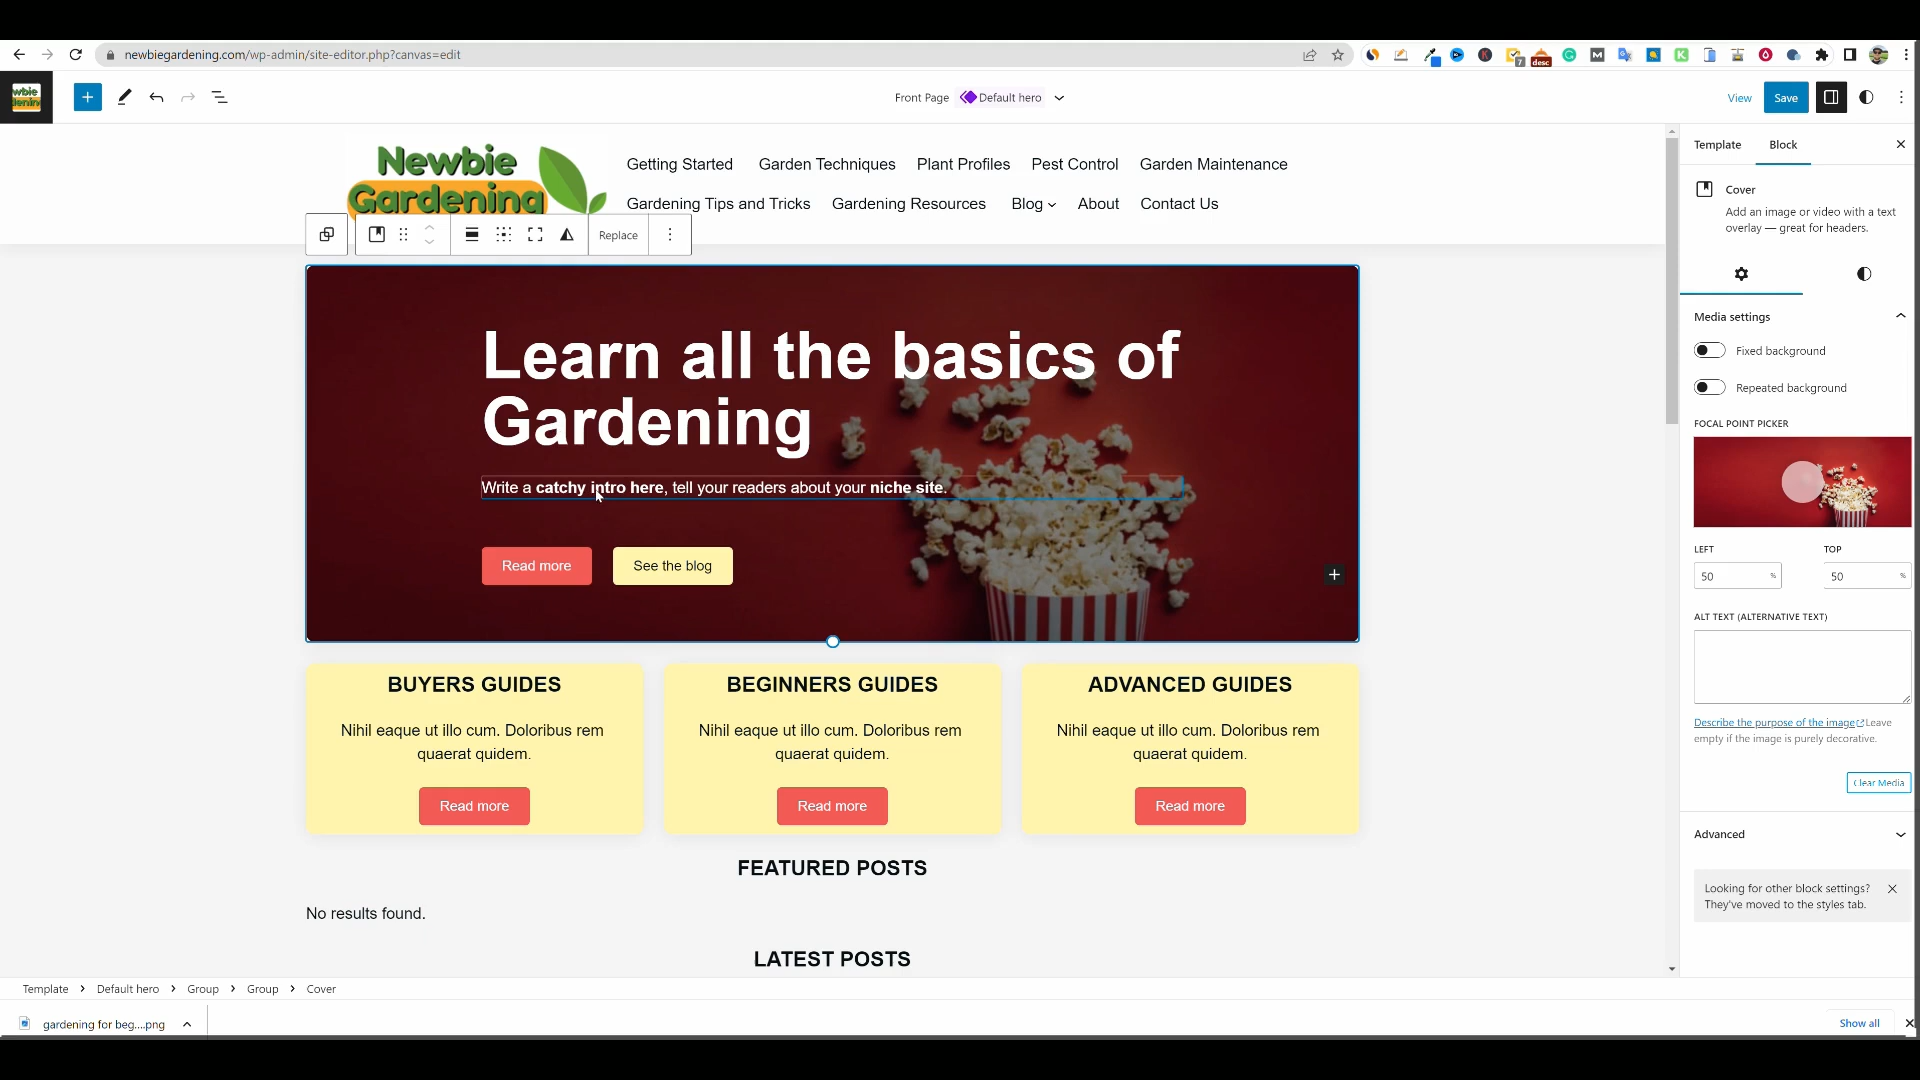 newbiegardening.com/wp-admin/site-editor.php?canvas=edit
7
desc
Front Page Default hero
View Save
Newbie
Gardening
Getting Started Garden Techniques Plant Profiles Pest Control Garden Maintenance
Gardening Tips and Tricks Gardening Resources Blog About Contact Us
Replace
Learn all the basics of
Gardening
Write a catchy intro here, tell your readers about your niche site.
Read more See the blog
BUYERS GUIDES
Nihil eaque ut illo cum. Doloribus rem
quaerat quidem.
Read more
BEGINNERS GUIDES
Nihil eaque ut illo cum. Doloribus rem
quaerat quidem.
Read more
ADVANCED GUIDES
Nihil eaque ut illo cum. Doloribus rem
quaerat quidem.
Read more
FEATURED POSTS
No results found.
LATEST POSTS
Template Block
Cover
Add an image or video with a text
overlay — great for headers.
Media settings
Fixed background
Repeated background
FOCAL POINT PICKER
LEFT TOP
50 % 50 %
ALT TEXT (ALTERNATIVE TEXT)
Describe the purpose of the image Leave
empty if the image is purely decorative.
Clear Media
Advanced
Looking for other block settings?
They've moved to the styles tab.
Template > Default hero > Group > Group > Cover
gardening for beg....png
Show all